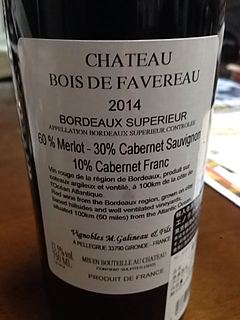 CHATEAU
BOIS DE FAVEREAU
2014
BORDEAUX SUPERIEUR
APPELLATION BORDEAUX SUPERIEUR CONTROLEE
60 % Merlot - 30% Cabernet Sauvignon
10% Cabernet Franc
Vin rouge de la région de Bordeaux, produit sur
coteaux argileux et ventilé, à 100km de la côte de
l'Océan Atlantique.
Red wine from the Bordeaux region, grown on clay
based hillsides and well ventilated vineyards,
situated 100km (60 miles) from the Atlantic
Vignobles M. Galineau & Fils
A PELLEGRUE 33790 GIRONDE - FRANCE
MIS EN BOUTEILLE AU CHATEAU
CONTAINS SULFITES
PRODUIT DE FRANCE